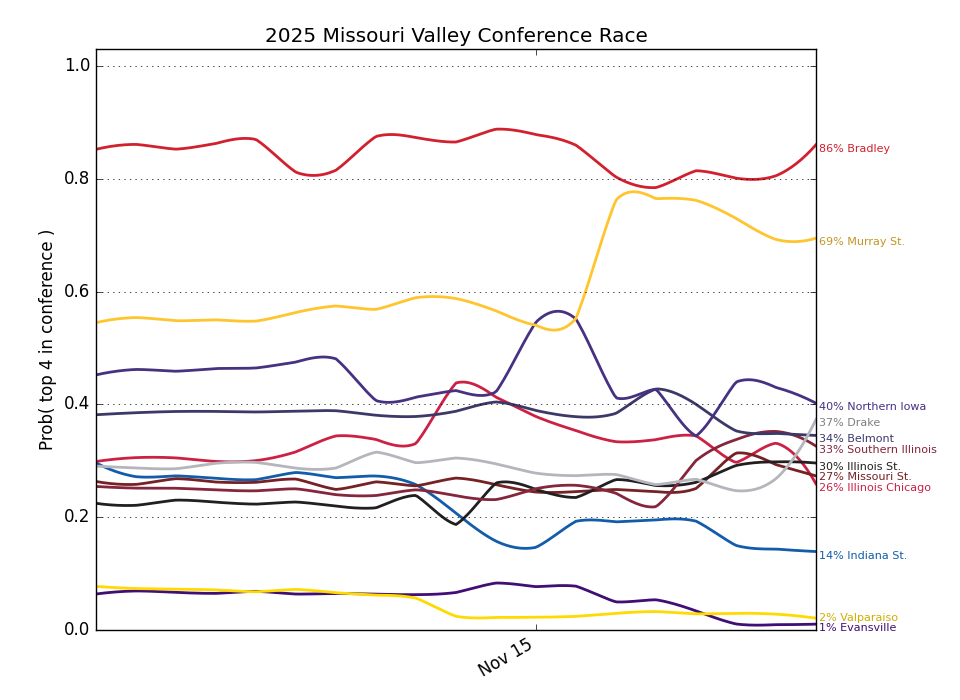 2025 Missouri Valley Conference Race
Prob( top 4 in conference )
1.0
0.8
0.6
0.4
0.2
0.0
Nov 15
86% Bradley
69% Murray St.
40% Northern Iowa
37% Drake
34% Belmont
33% Southern Illinois
30% Illinois St.
27% Missouri St.
26% Illinois Chicago
14% Indiana St.
2% Valparaiso
1% Evansville